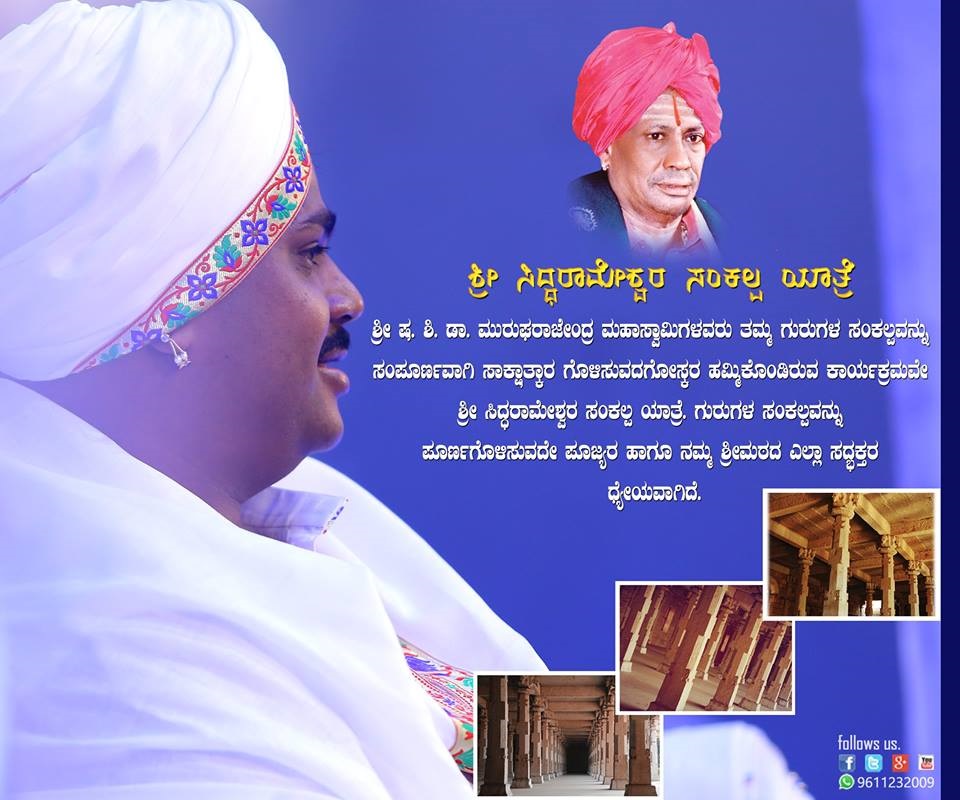 ಶ್ರೀ ಸಿದ್ಧರಾಮೇಶ್ವರ ಸಂಕಲ್ಪ ಯಾತ್ರೆ
ಶ್ರೀ ಷ. ಶಿ. ಡಾ. ಮುರುಘರಾಜೇಂದ್ರ ಮಹಾಸ್ವಾಮಿಗಳವರು ತಮ್ಮ ಗುರುಗಳ ಸಂಕಲ್ಪವನ್ನು
ಸಂಪೂರ್ಣವಾಗಿ ಸಾಕ್ಷಾತ್ಕಾರ ಗೊಳಿಸುವದಗೋಸ್ಕರ ಹಮ್ಮಿಕೊಂಡಿರುವ ಕಾರ್ಯಕ್ರಮವೇ
ಶ್ರೀ ಸಿದ್ಧರಾಮೇಶ್ವರ ಸಂಕಲ್ಪ ಯಾತ್ರೆ. ಗುರುಗಳ ಸಂಕಲ್ಪವನ್ನು
ಪೂರ್ಣಗೊಳಿಸುವದೇ ಪೂಜ್ಯರ ಹಾಗೂ ನಮ್ಮ ಶ್ರೀಮಠದ ಎಲ್ಲಾ ಸದ್ಭಕ್ತರ
ಧ್ಯೇಯವಾಗಿದೆ.
follows us.
9611232009